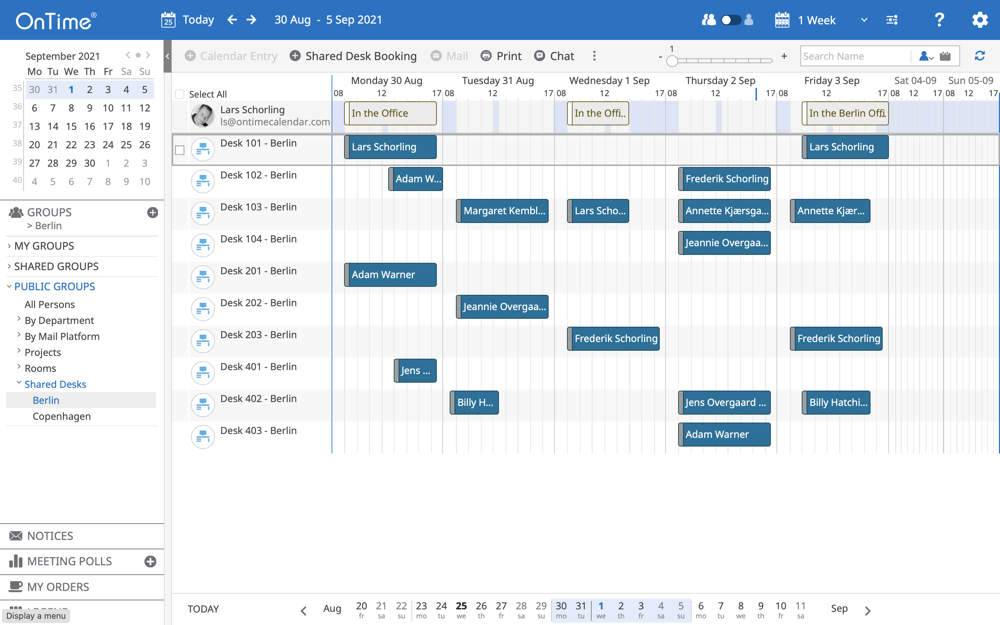 OnTime®
25 Today 30 Aug - 5 Sep 2021
1 Week
?
September 2021
Mo Tu We Th Fr Sa Su
35 30 31 1 2 3 4 5
36 6 7 8 9 10 11 12
37 13 14 15 16 17 18 19
38 20 21 22 23 24 25 26
39 27 28 29 30 1 2 3
40 4 5 6 7 8 9 10
GROUPS
> Berlin
MY GROUPS
SHARED GROUPS
PUBLIC GROUPS
All Persons
By Department
By Mail Platform
Projects
Rooms
Shared Desks
Berlin
Copenhagen
NOTICES
MEETING POLLS
MY ORDERS
Display a menu
Calendar Entry Shared Desk Booking Mail Print Chat
1
- +
Search Name
Monday 30 Aug Tuesday 31 Aug Wednesday 1 Sep Thursday 2 Sep Friday 3 Sep Sat 04-09 Sun 05-09
Select All 08 12 17 08 12 17 08 12 17 08 12 17 08 12 17 08 12 17 08 12 17
Lars Schorling
ls@ontimecalendar.com
In the Office In the Offi... In the Berlin Offi...
Desk 101 - Berlin Lars Schorling Lars Schorling
Desk 102 - Berlin Adam W... Frederik Schorling
Desk 103 - Berlin Margaret Kembl... Lars Scho... Annette Kjærsga... Annette Kjær...
Desk 104 - Berlin Jeannie Overgaa...
Desk 201 - Berlin Adam Warner
Desk 202 - Berlin Jeannie Overgaa...
Desk 203 - Berlin Frederik Schorling Frederik Schorling
Desk 401 - Berlin Jens ...
Desk 402 - Berlin Billy H... Jens Overgaard ... Billy Hatchi...
Desk 403 - Berlin Adam Warner
TODAY Aug 20 21 22 23 24 25 26 27 28 29 30 31 1 2 3 4 5 6 7 8 9 10 11 Sep
fr sa su mo tu we th fr sa su mo tu we th fr sa su mo tu we th fr sa